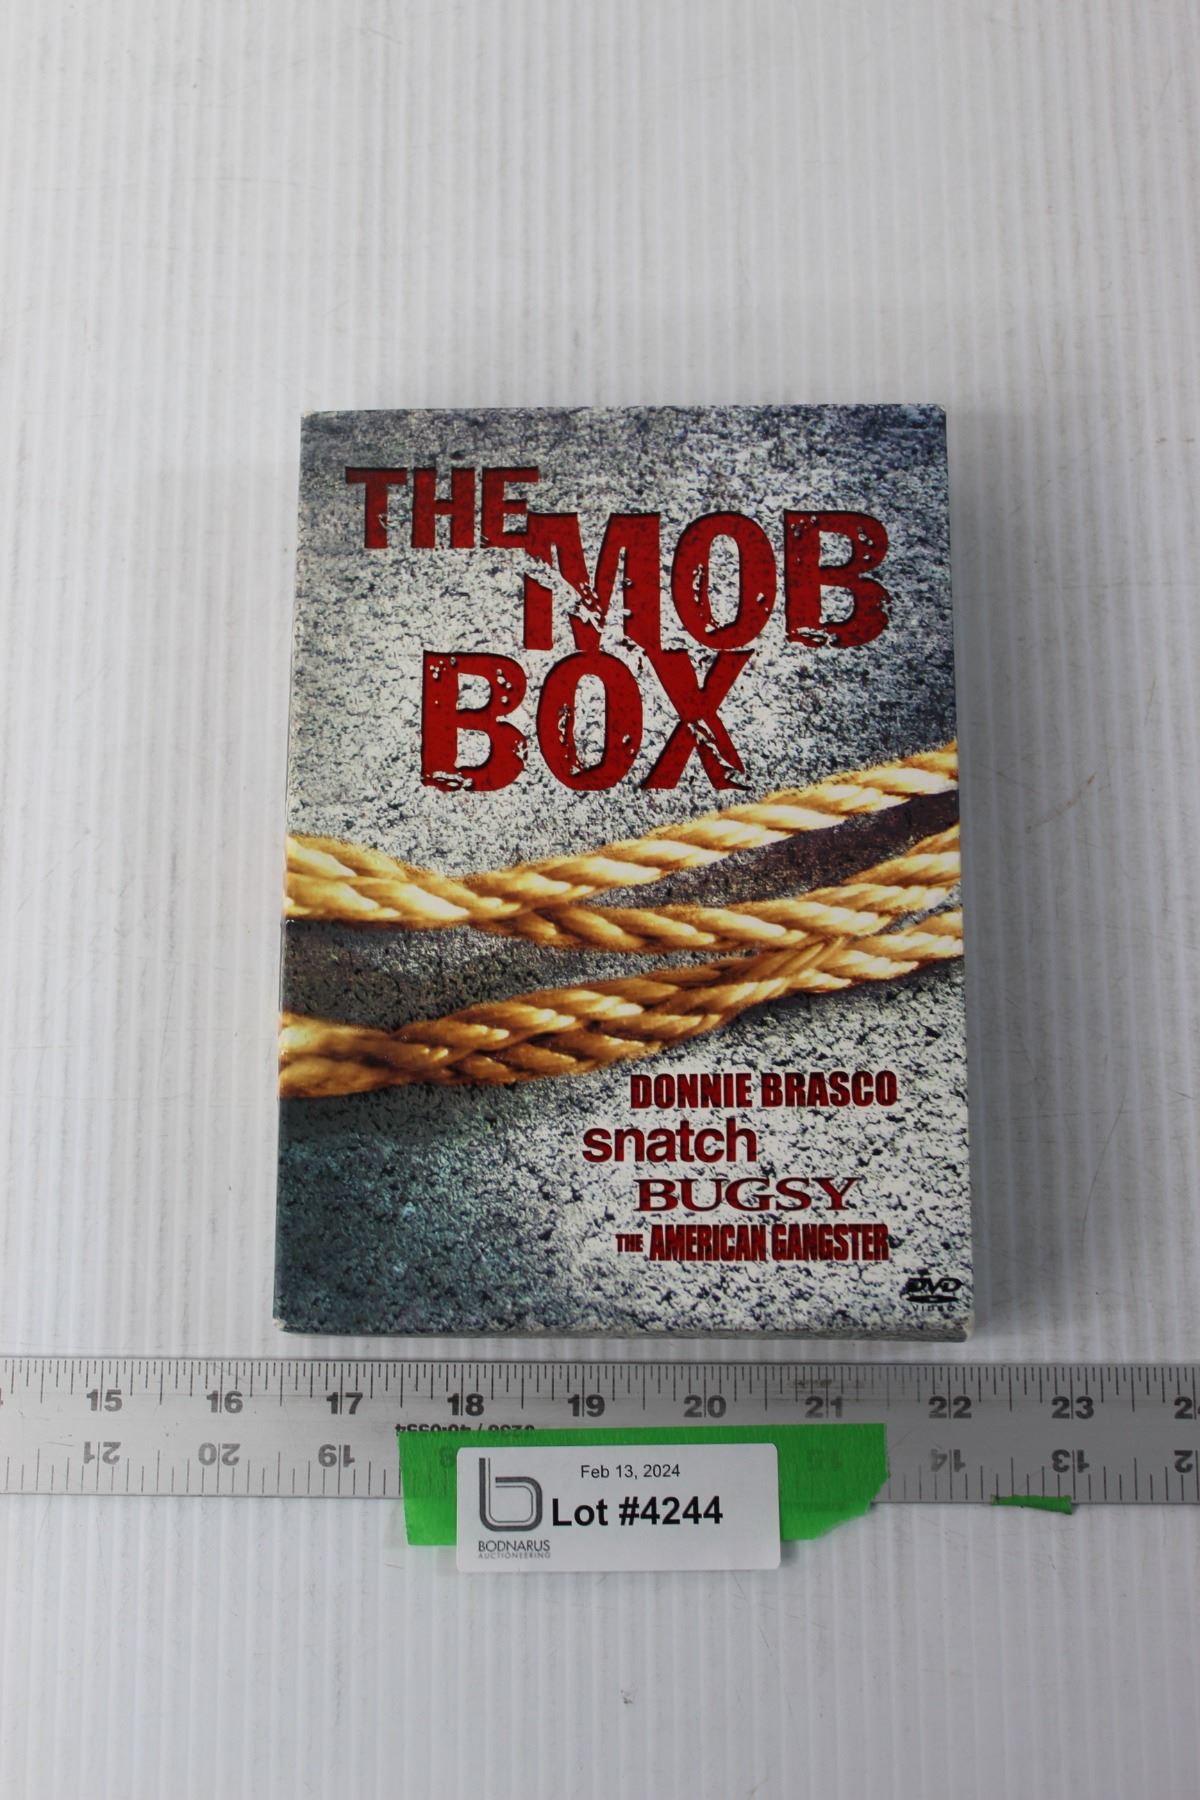 THE
MOB
BOX
DONNIE BRASCO
snatch
BUGSY
THE AMERICAN GANGSTER
DVD
VIDEO
15 16 17 18 19 20 21 22 23
21 20 19 15 14 13
Feb 13, 2024
Lot #4244
BODNARUS
AUCTIONEERING